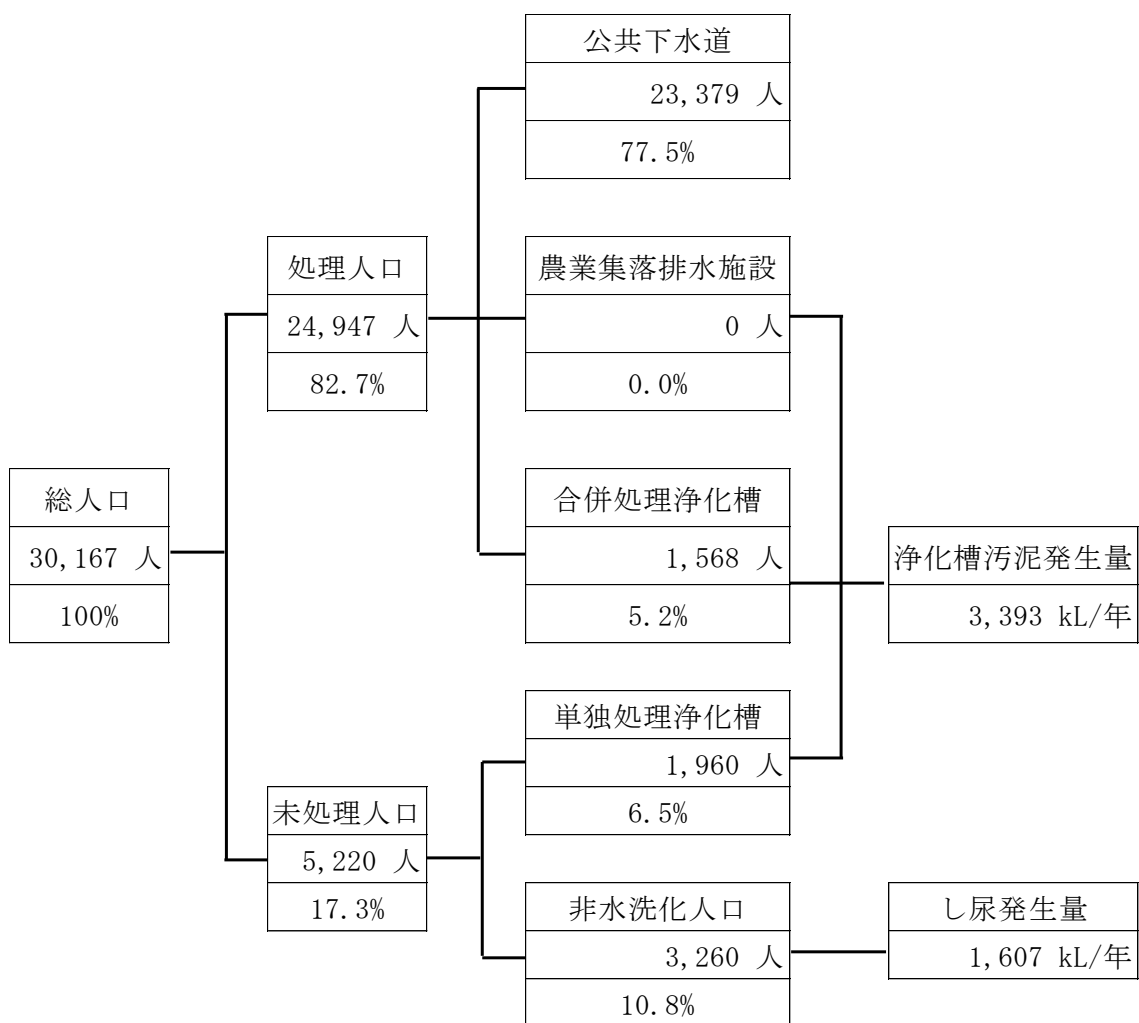 公共下水道
23,379 人
77.5%
処理人口
24,947 人
82.7%
農業集落排水施設
0 人
0.0%
総人口
30,167 人
100%
合併処理浄化槽
1,568 人
5.2%
浄化槽汚泥発生量
3,393 kL/年
単独処理浄化槽
1,960 人
6.5%
未処理人口
5,220 人
17.3%
非水洗化人口
3,260 人
10.8%
し尿発生量
1,607 kL/年